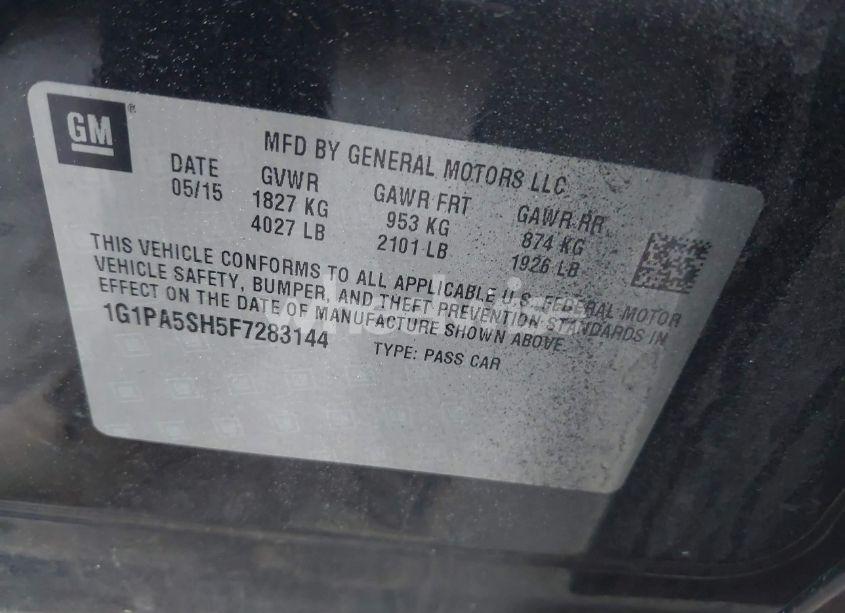 GM
MFD BY GENERAL MOTORS LLC
DATE GVWR GAWR FRT GAWR RR
05/15 1827 KG 953 KG 874 KG
4027 LB 2101 LB 1926 LB
THIS VEHICLE CONFORMS TO ALL APPLICABLE U.S. FEDERAL MOTOR
VEHICLE SAFETY, BUMPER, AND THEFT PREVENTION STANDARDS IN
EFFECT ON THE DATE OF MANUFACTURE SHOWN ABOVE
1G1PA5SH5F7283144 TYPE: PASS CAR